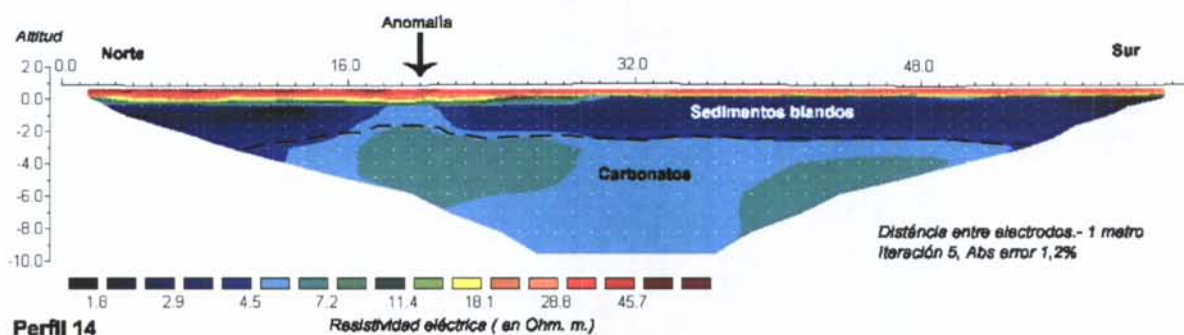 Anomalía
Altitud
Norte
Sur
0.0 16.0 32.0 48.0
2.0
0.0
-2.0
-4.0
-6.0
-8.0
-10.0
Sedimentos blandos
Carbonatos
Distáncia entre electrodos.- 1 metro
Iteración 5, Abs error 1,2%
1.8 2.9 4.5 7.2 11.4 18.1 28.8 45.7
Perfil 14
Resistividad eléctrica ( en Ohm. m.)